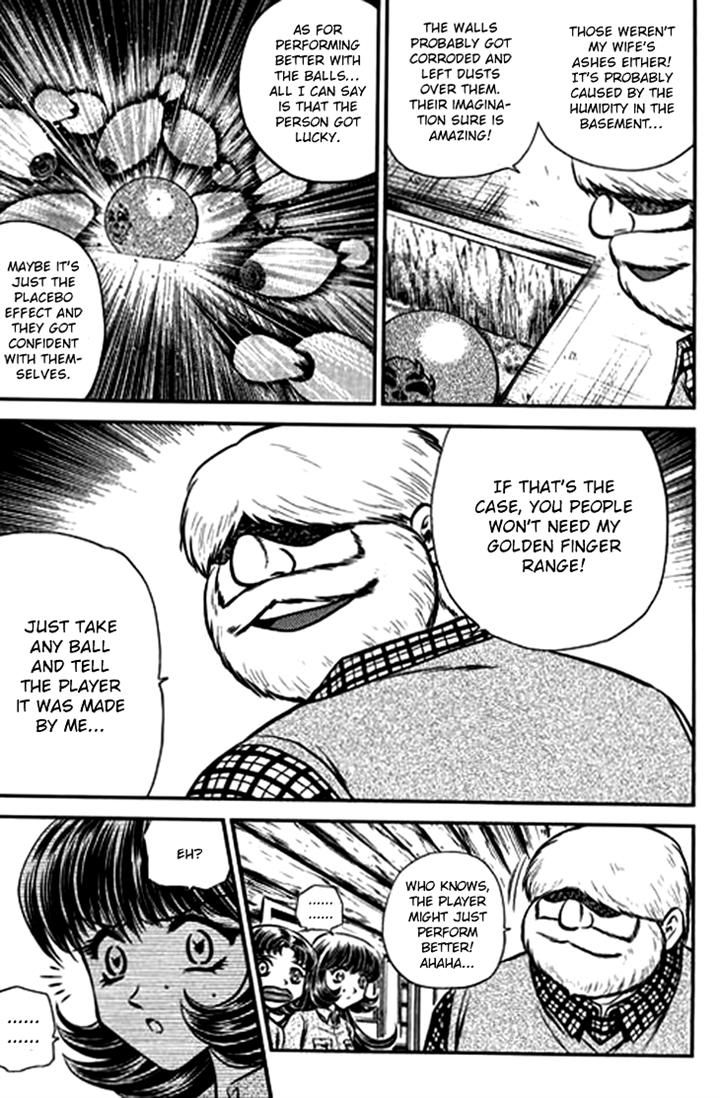 THOSE WEREN'T
MY WIFE'S
ASHES EITHER!
IT'S PROBABLY
CAUSED BY THE
HUMIDITY IN THE
BASEMENT...
THE WALLS
PROBABLY GOT
CORRODED AND
LEFT DUSTS
OVER THEM.
THEIR IMAGINA-
TION SURE IS
AMAZING!
AS FOR
PERFORMING
BETTER WITH
THE BALLS...
ALL I CAN SAY
IS THAT THE
PERSON GOT
LUCKY.
MAYBE IT'S
JUST THE
PLACEBO
EFFECT AND
THEY GOT
CONFIDENT
WITH THEM-
SELVES.
IF THAT'S THE
CASE, YOU PEOPLE
WON'T NEED MY
GOLDEN FINGER
RANGE!
JUST TAKE
ANY BALL
AND TELL
THE PLAYER
IT WAS MADE
BY ME...
WHO KNOWS,
THE PLAYER
MIGHT JUST
PERFORM
BETTER!
AHAHA...
......
......
EH?
......
......